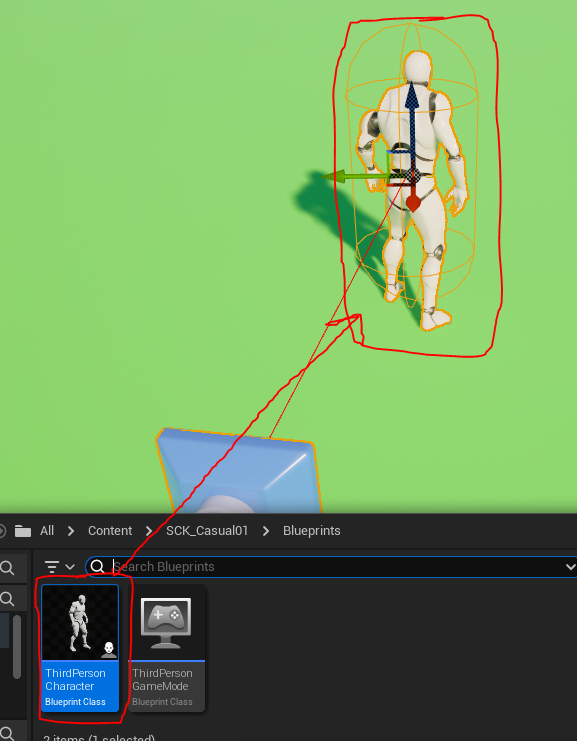 All > Content > SCK_Casual01 > Blueprints
Search Blueprints
ThirdPerson
Character
Blueprint Class
ThirdPerson
GameMode
Blueprint Class
2 items (1 selected)